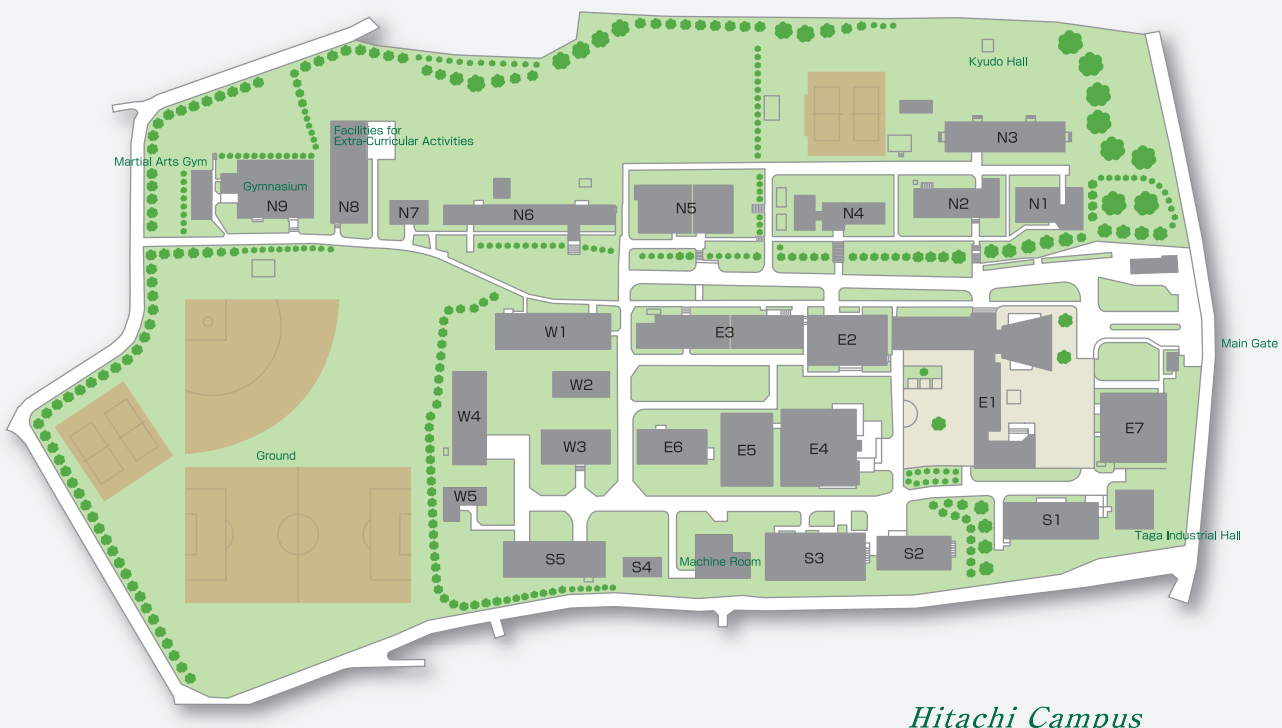 Kyudo Hall
Facilities for
Extra-Curricular Activities
N3
Martial Arts Gym
Gymnasium
N9
N8
N7
N6
N5
N4
N2
N1
W1
E3
E2
Main Gate
W2
W4
E1
W3
E6
E5
E4
E7
Ground
W5
S1
Taga Industrial Hall
S5
S4
Machine Room
S3
S2
Hitachi Campus